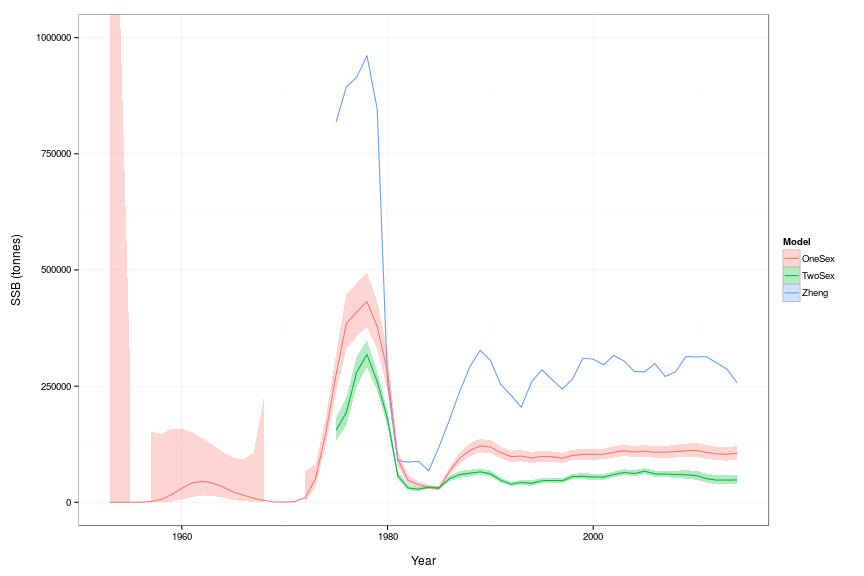 1000000
750000
500000
250000
0
SSB (tonnes)
1960
1980
2000
Year
Model
OneSex
TwoSex
Zheng